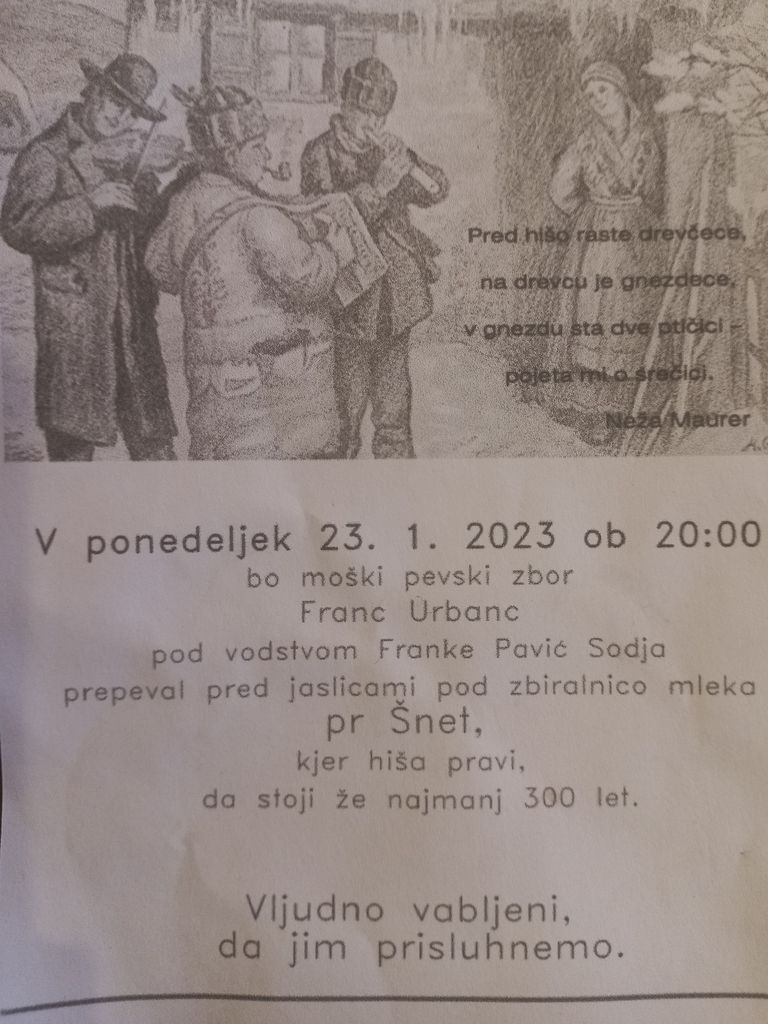 Pred hišo raste drevčece,
na drevcu je gnezdece,
v gnezdu sta dve ptičici –
pojeta mi o srečici.
Neža Maurer
V ponedeljek 23. 1. 2023 ob 20:00
bo moški pevski zbor
Franc Urbanc
pod vodstvom Franke Pavić Sodja
prepeval pred jaslicami pod zbiralnico mleka
pr Šnet,
kjer hiša pravi,
da stoji že najmanj 300 let.
Vljudno vabljeni,
da jim prisluhnemo.